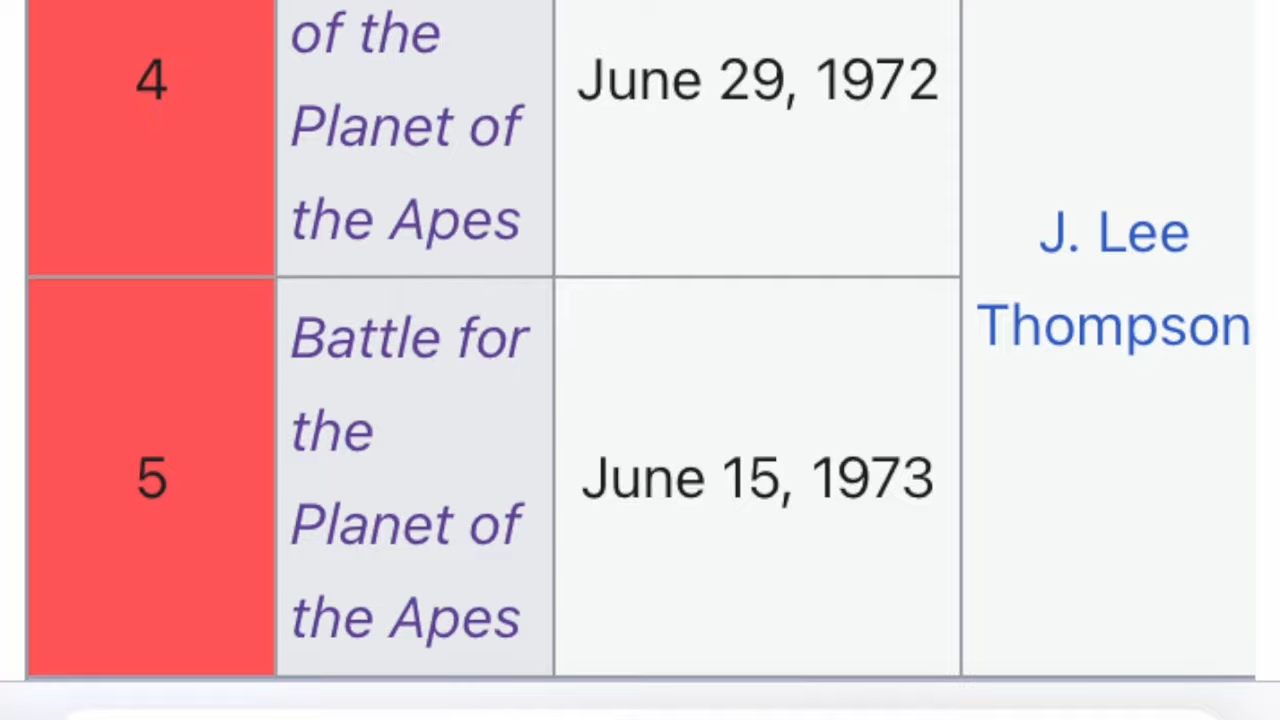 4
of the
Planet of
the Apes
June 29, 1972
J. Lee
Thompson
5
Battle for
the
Planet of
the Apes
June 15, 1973